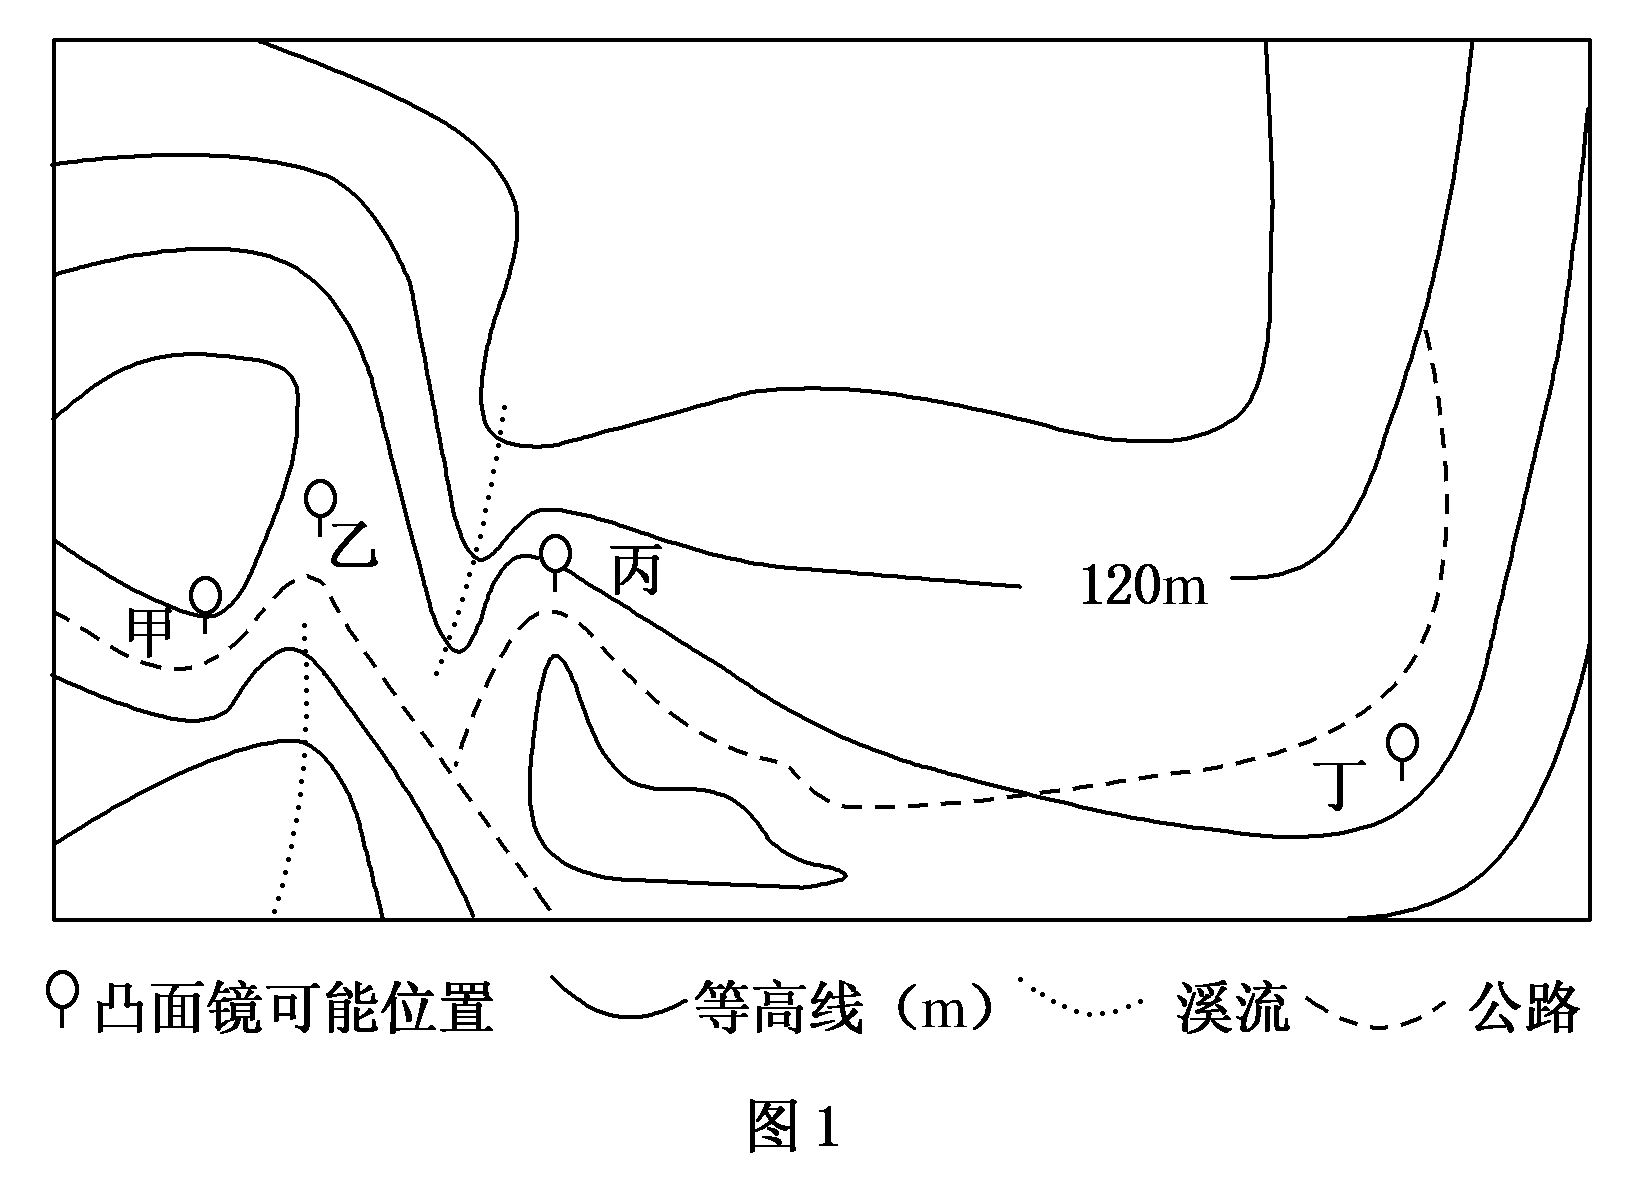 乙
丙
120m
甲
丁
凸面镜可能位置 等高线（m） 溪流 公路
图1